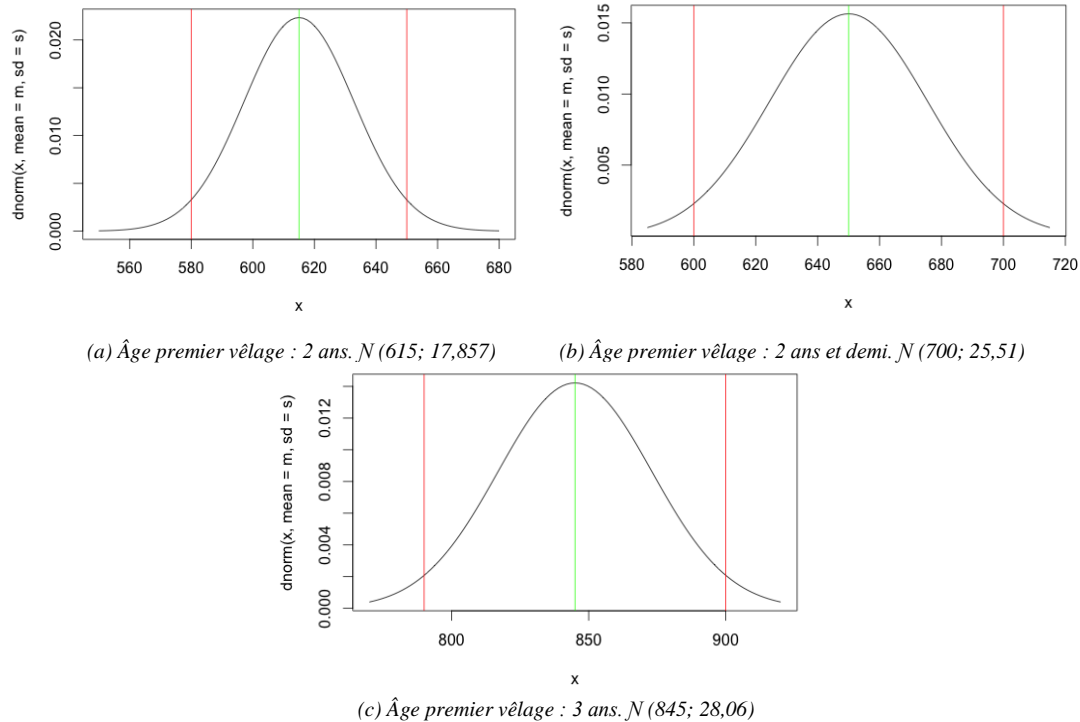 dnorm(x, mean = m, sd = s)
0.000 0.010 0.020
560 580 600 620 640 660 680
x
(a) Âge premier vêlage : 2 ans. N (615; 17,857)
dnorm(x, mean = m, sd = s)
0.005 0.010 0.015
580 600 620 640 660 680 700 720
x
(b) Âge premier vêlage : 2 ans et demi. N (700; 25,51)
dnorm(x, mean = m, sd = s)
0.000 0.004 0.008 0.012
800 850 900
x
(c) Âge premier vêlage : 3 ans. N (845; 28,06)